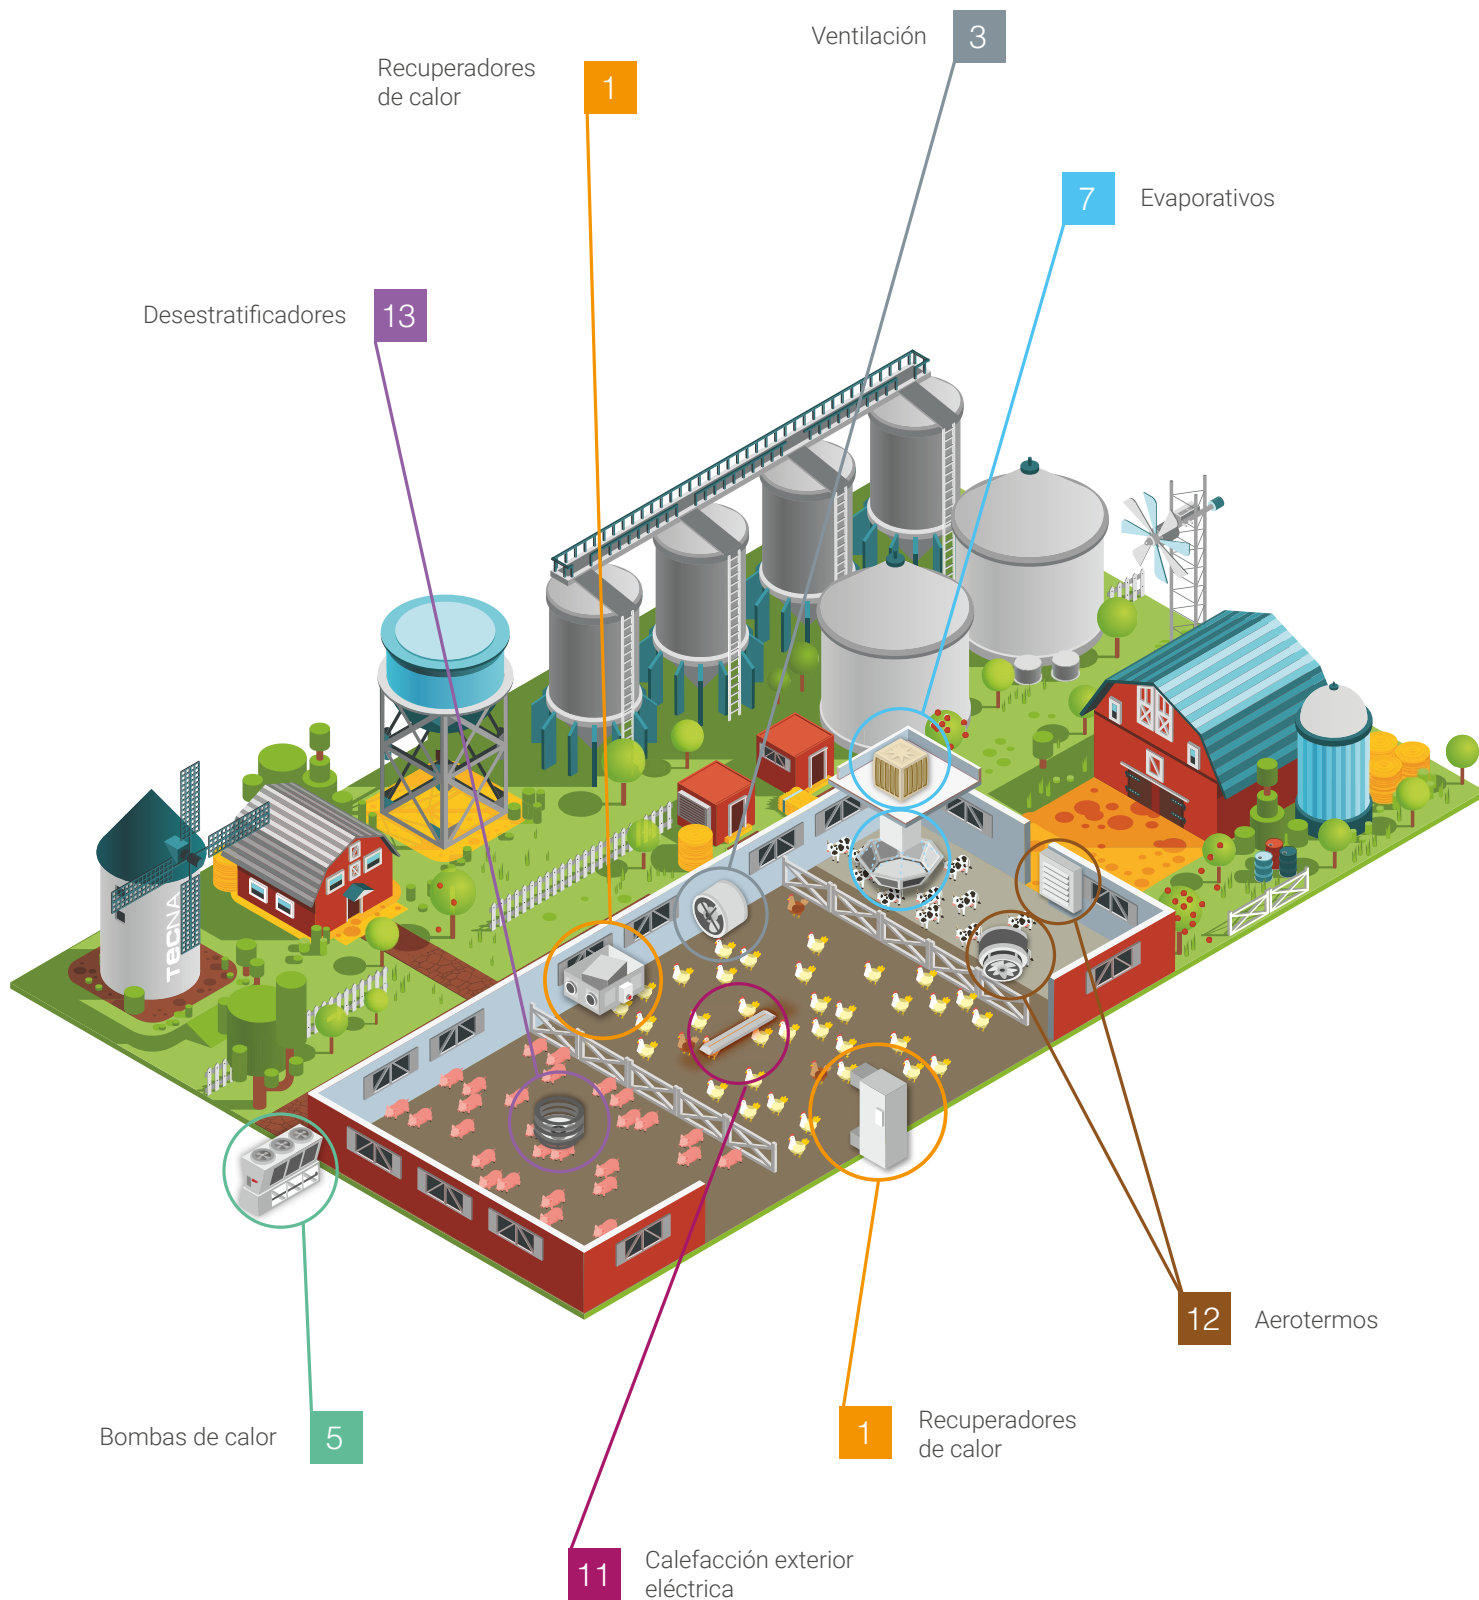 Ventilación
3
Recuperadores
de calor
1
7
Evaporativos
Desestratificadores
13
TECNA
12
Aerotermos
Bombas de calor
5
1
Recuperadores
de calor
11
Calefacción exterior
eléctrica